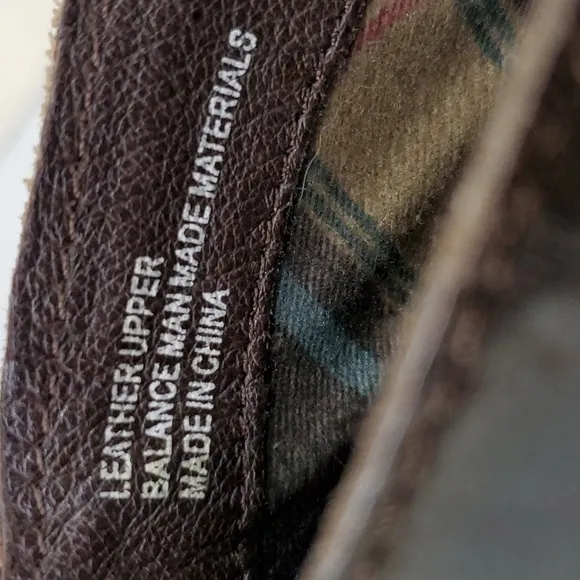 LEATHER UPPER
BALANCE MAN MADE MATERIALS
MADE IN CHINA